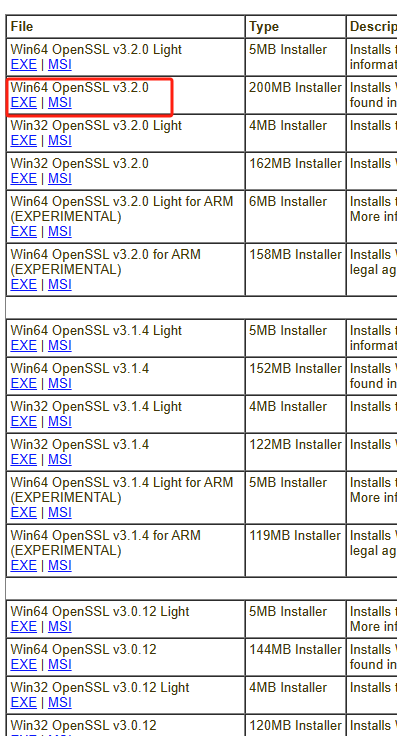 File Type Descrip
Win64 OpenSSL v3.2.0 Light 5MB Installer Installs
EXE | MSI informat
Win64 OpenSSL v3.2.0 200MB Installer Installs
EXE | MSI found in
Win32 OpenSSL v3.2.0 Light 4MB Installer Installs
EXE | MSI
Win32 OpenSSL v3.2.0 162MB Installer Installs
EXE | MSI
Win64 OpenSSL v3.2.0 Light for ARM 6MB Installer Installs
(EXPERIMENTAL) More inf
EXE | MSI
Win64 OpenSSL v3.2.0 for ARM 158MB Installer Installs
(EXPERIMENTAL) legal ag
EXE | MSI
Win64 OpenSSL v3.1.4 Light 5MB Installer Installs
EXE | MSI informat
Win64 OpenSSL v3.1.4 152MB Installer Installs
EXE | MSI found in
Win32 OpenSSL v3.1.4 Light 4MB Installer Installs
EXE | MSI
Win32 OpenSSL v3.1.4 122MB Installer Installs
EXE | MSI
Win64 OpenSSL v3.1.4 Light for ARM 5MB Installer Installs
(EXPERIMENTAL) More inf
EXE | MSI
Win64 OpenSSL v3.1.4 for ARM 119MB Installer Installs
(EXPERIMENTAL) legal ag
EXE | MSI
Win64 OpenSSL v3.0.12 Light 5MB Installer Installs
EXE | MSI More inf
Win64 OpenSSL v3.0.12 144MB Installer Installs
EXE | MSI found in
Win32 OpenSSL v3.0.12 Light 4MB Installer Installs
EXE | MSI
Win32 OpenSSL v3.0.12 120MB Installer Installs